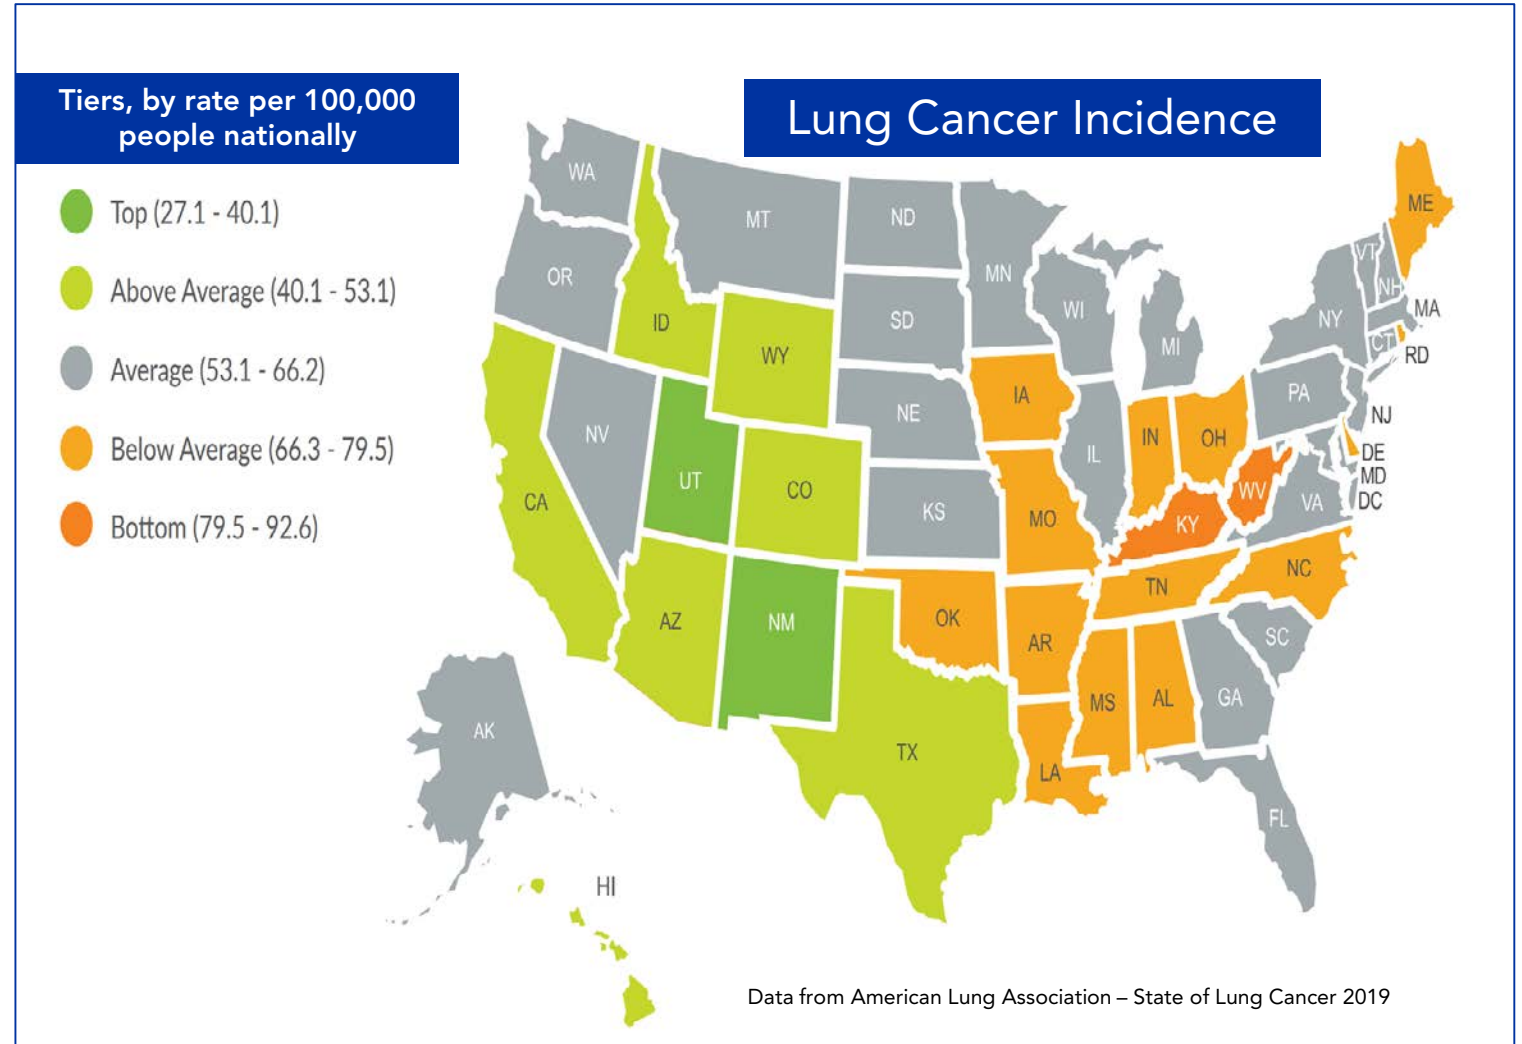 Tiers, by rate per 100,000
people nationally
Lung Cancer Incidence
Top (27.1 - 40.1)
Above Average (40.1 - 53.1)
Average (53.1 - 66.2)
Below Average (66.3 - 79.5)
Bottom (79.5 - 92.6)
WA
MT
ND
MN
ME
VT
NH
OR
ID
WY
SD
WI
MI
NY
MA
CT
RD
NV
UT
CO
NE
IA
IL
IN
OH
PA
NJ
DE
MD
DC
CA
KS
MO
KY
WV
VA
AZ
NM
OK
AR
TN
NC
SC
AK
TX
LA
MS
AL
GA
FL
HI
Data from American Lung Association – State of Lung Cancer 2019